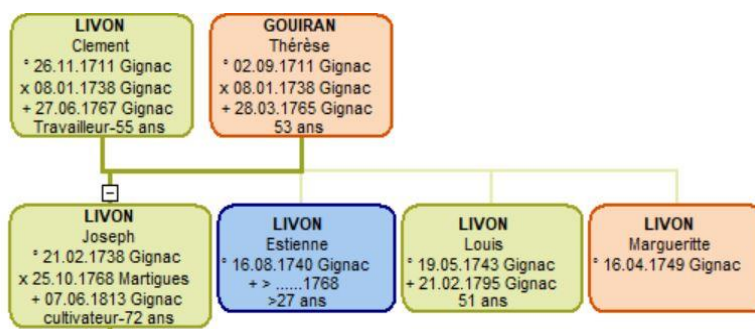 LIVON
Clement
° 26.11.1711 Gignac
x 08.01.1738 Gignac
+ 27.06.1767 Gignac
Travailleur-55 ans
GOUIRAN
Thérèse
° 02.09.1711 Gignac
x 08.01.1738 Gignac
+ 28.03.1765 Gignac
53 ans
LIVON
Joseph
° 21.02.1738 Gignac
x 25.10.1768 Martigues
+ 07.06.1813 Gignac
cultivateur-72 ans
LIVON
Estienne
° 16.08.1740 Gignac
+ > ......1768
>27 ans
LIVON
Louis
° 19.05.1743 Gignac
+ 21.02.1795 Gignac
51 ans
LIVON
Margueritte
° 16.04.1749 Gignac